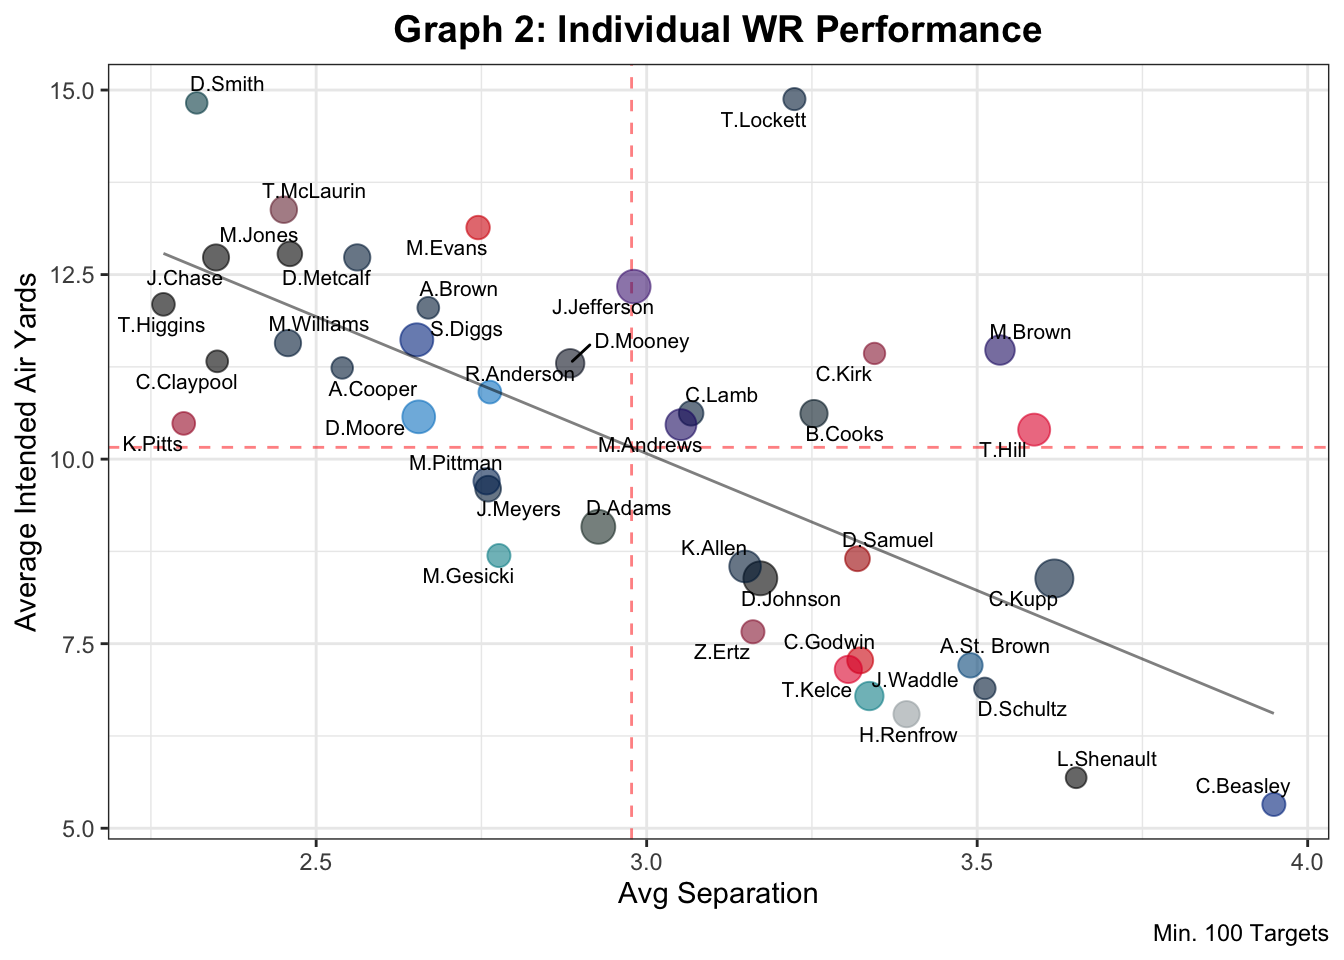 Graph 2: Individual WR Performance
15.0
12.5
10.0
7.5
5.0
Average Intended Air Yards
D.Smith
T.Lockett
T.McLaurin
M.Jones
M.Evans
J.Chase
D.Metcalf
A.Brown
J.Jefferson
T.Higgins
M.Williams
S.Diggs
M.Brown
D.Mooney
R.Anderson
C.Kirk
C.Claypool
A.Cooper
C.Lamb
D.Moore
B.Cooks
K.Pitts
M.Andrews
T.Hill
M.Pittman
J.Meyers
D.Adams
D.Samuel
K.Allen
M.Gesicki
D.Johnson
C.Kupp
C.Godwin
A.St. Brown
Z.Ertz
J.Waddle
T.Kelce
D.Schultz
H.Renfrow
L.Shenault
C.Beasley
2.5
3.0
3.5
4.0
Avg Separation
Min. 100 Targets